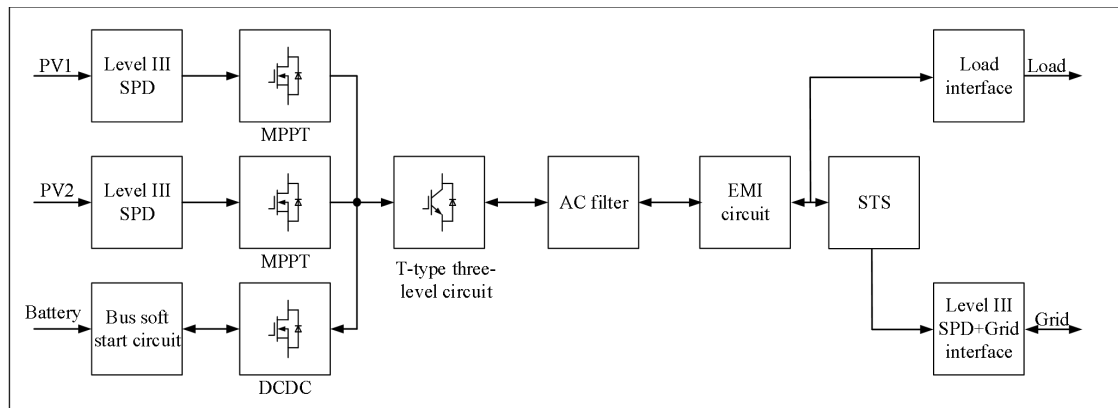 PV1
Level III
SPD
MPPT
PV2
Level III
SPD
MPPT
Battery
Bus soft
start circuit
DCDC
T-type three-
level circuit
AC filter
EMI
circuit
STS
Load
interface
Load
Level III
SPD+Grid
interface
Grid